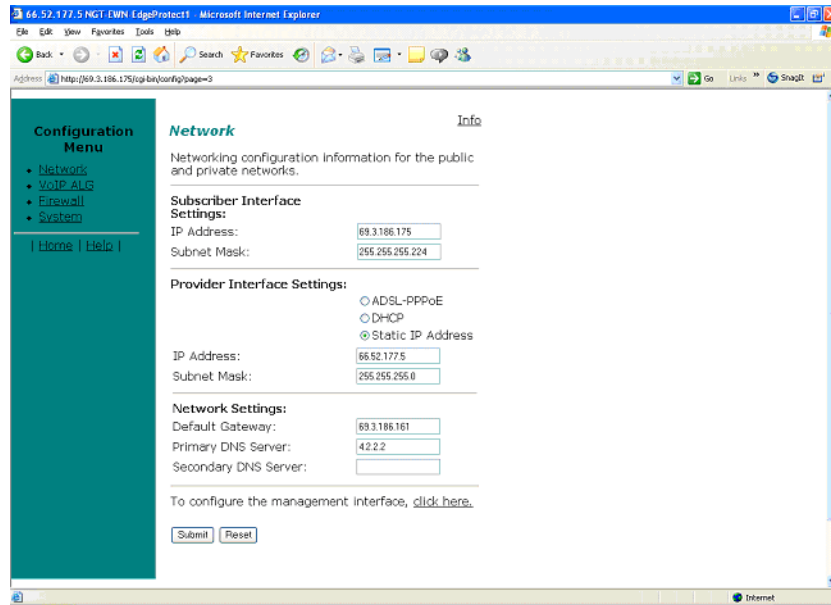 66.52.177.5 NGT-EWN-EdgeProtect1 - Microsoft Internet Explorer
File Edit View Favorites Tools Help
Back Search Favorites
Address http://69.3.186.175/cgi-bin/config?page=3 Go Links » SnagIt
Configuration Menu
Network
VoIP ALG
Firewall
System
| Home | Help |
Info
Network
Networking configuration information for the public
and private networks.
Subscriber Interface
Settings:
IP Address: 69.3.186.175
Subnet Mask: 255.255.255.224
Provider Interface Settings:
ADSL-PPPoE
DHCP
Static IP Address
IP Address: 66.52.177.5
Subnet Mask: 255.255.255.0
Network Settings:
Default Gateway: 69.3.186.161
Primary DNS Server: 4.2.2.2
Secondary DNS Server:
To configure the management interface, click here.
Submit Reset
Internet